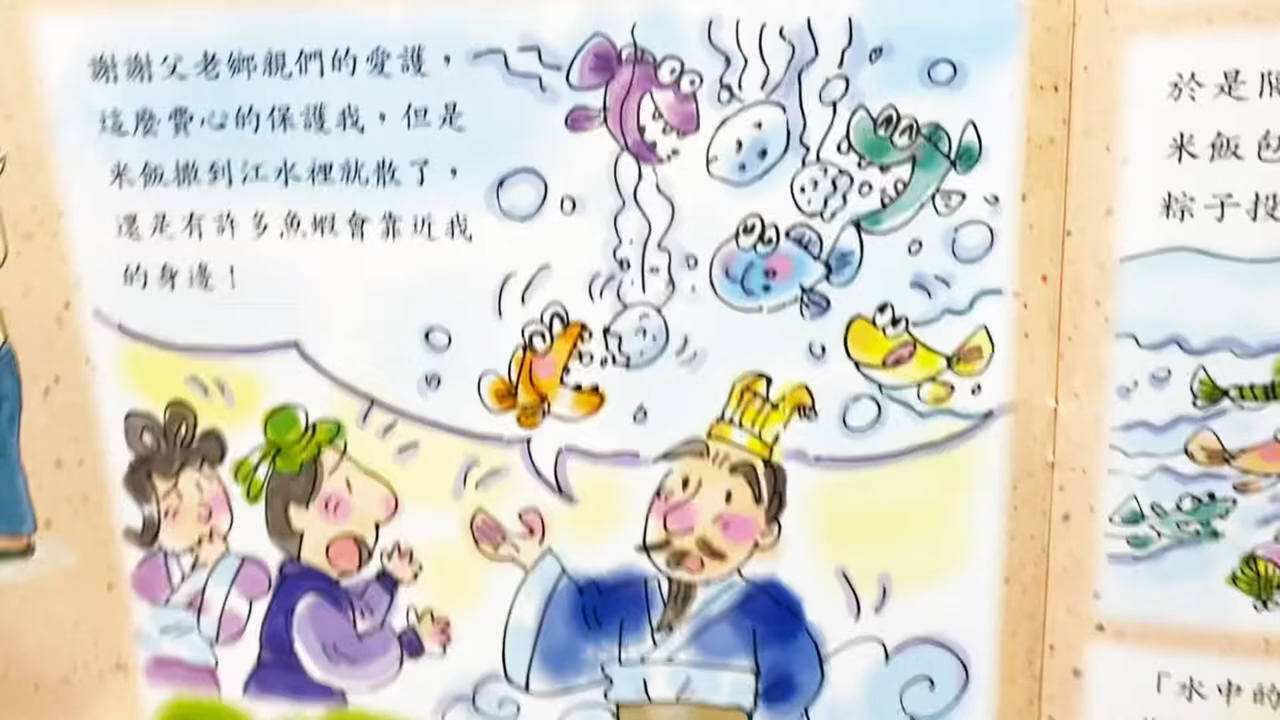 謝謝父老鄉親們的愛護，
這麼費心的保護我，但是
米飯撒到江水裡就散了，
還是有許多魚蝦會靠近我
的身邊！
於是
米飯包
粽子投
「水中的